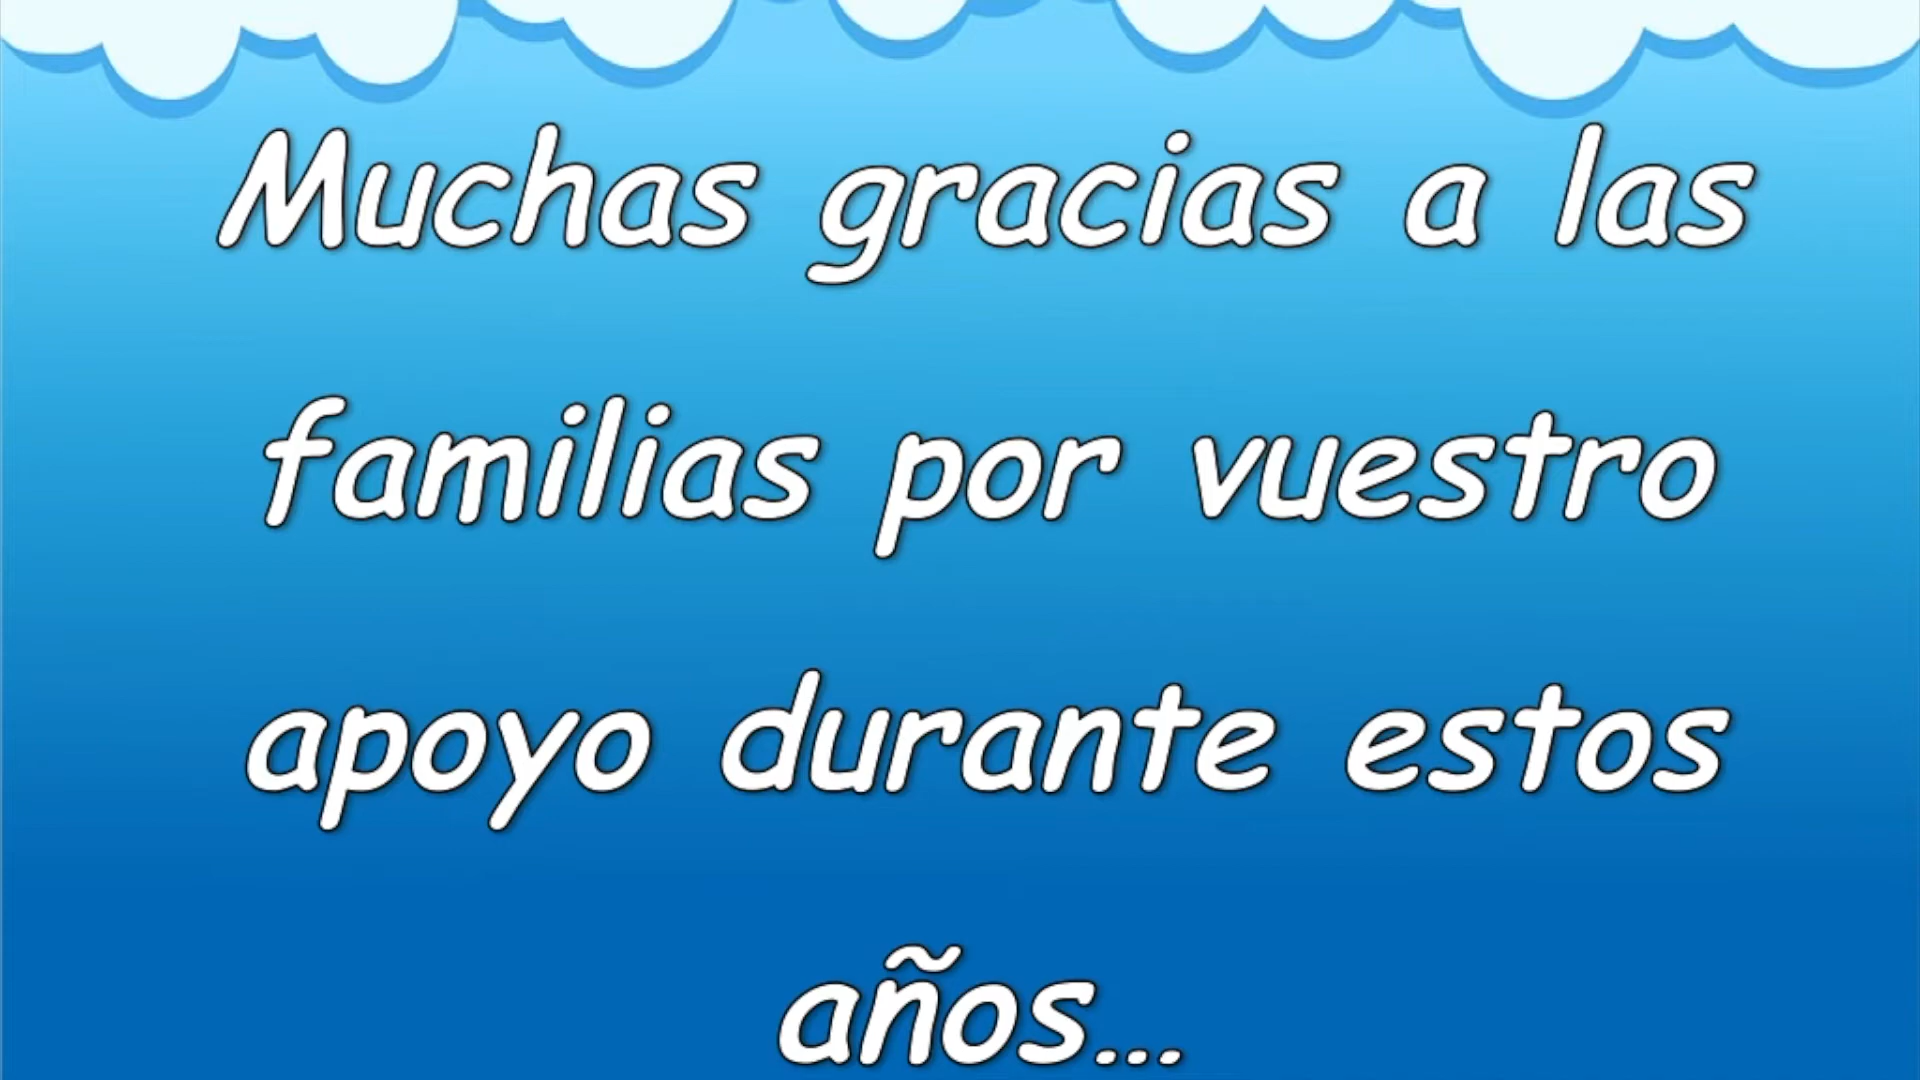 Muchas gracias a las
familias por vuestro
apoyo durante estos
años...